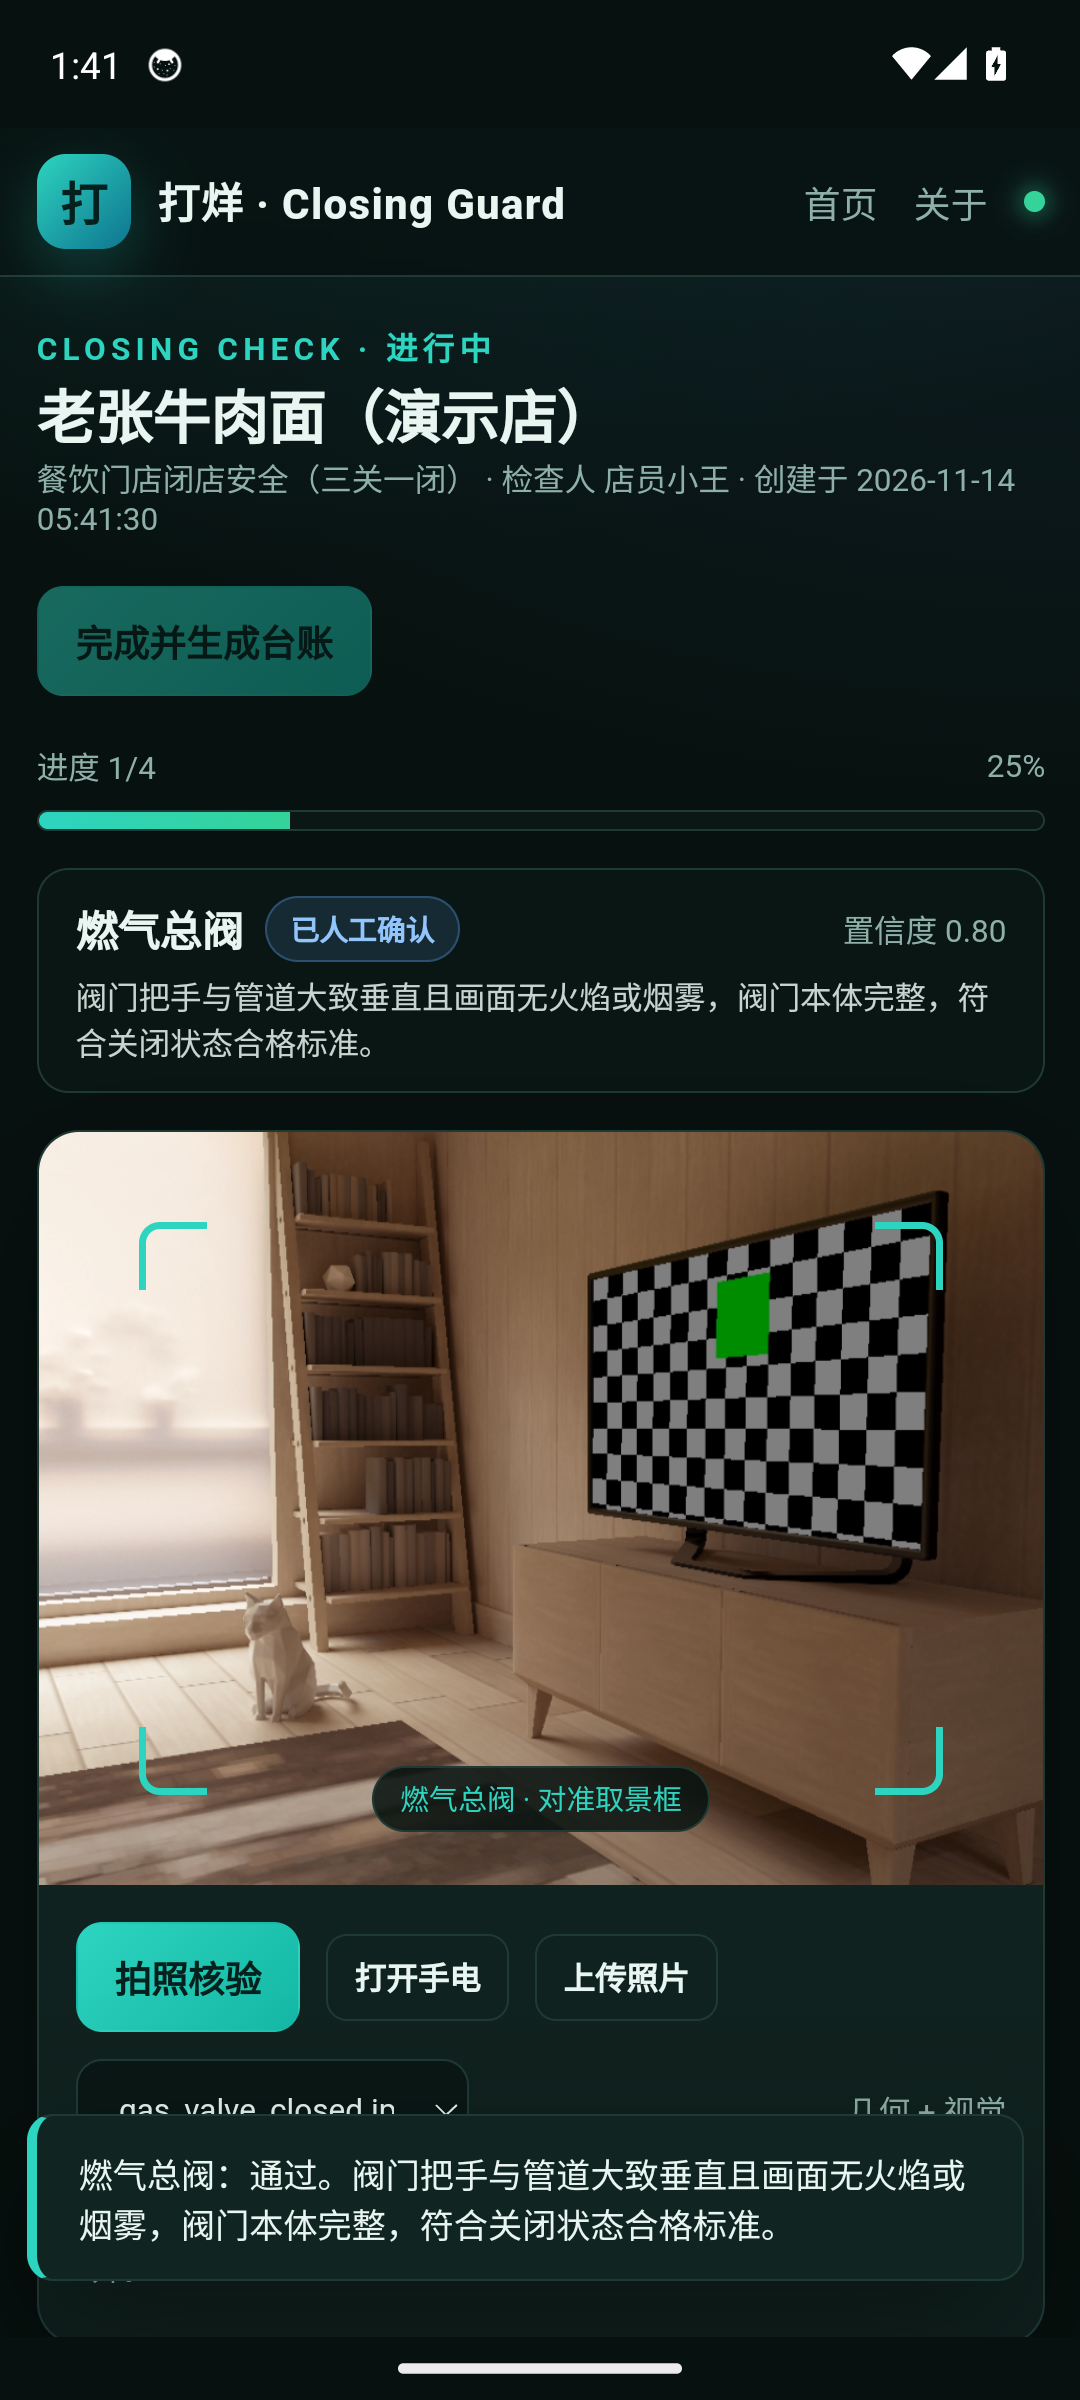 1:41
打
打烊 · Closing Guard
首页
关于
CLOSING CHECK · 进行中
老张牛肉面（演示店）
餐饮门店闭店安全（三关一闭） · 检查人 店员小王 · 创建于 2026-11-14
05:41:30
完成并生成台账
进度 1/4
25%
燃气总阀
已人工确认
置信度 0.80
阀门把手与管道大致垂直且画面无火焰或烟雾，阀门本体完整，符
合关闭状态合格标准。
燃气总阀 · 对准取景框
拍照核验
打开手电
上传照片
gas_valve_closed.jp
几何 + 视觉
燃气总阀：通过。阀门把手与管道大致垂直且画面无火焰或
烟雾，阀门本体完整，符合关闭状态合格标准。